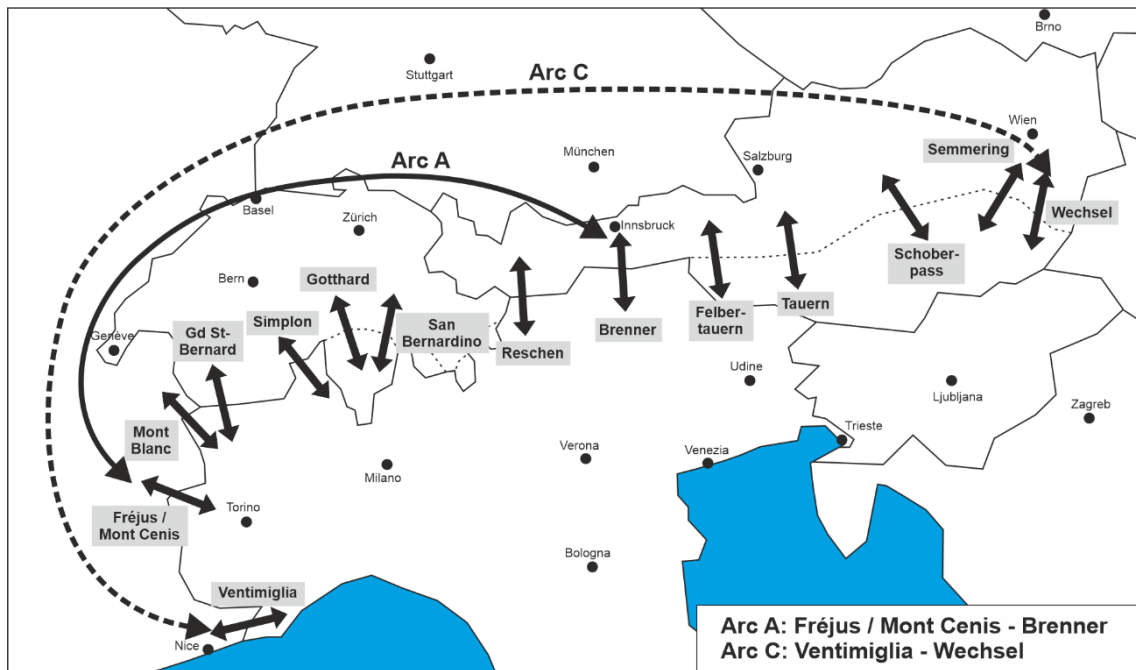 Brno
Stuttgart
Arc C
Wien
Semmering
München
Salzburg
Arc A
Basel
Zürich
Innsbruck
Wechsel
Schober-
pass
Bern
Gotthard
Genève
Gd St-
Bernard
Simplon
San
Bernardino
Reschen
Brenner
Felber-
tauern
Tauern
Udine
Ljubljana
Zagreb
Mont
Blanc
Verona
Venezia
Trieste
Milano
Fréjus /
Mont Cenis
Torino
Bologna
Ventimiglia
Nice
Arc A: Fréjus / Mont Cenis - Brenner
Arc C: Ventimiglia - Wechsel